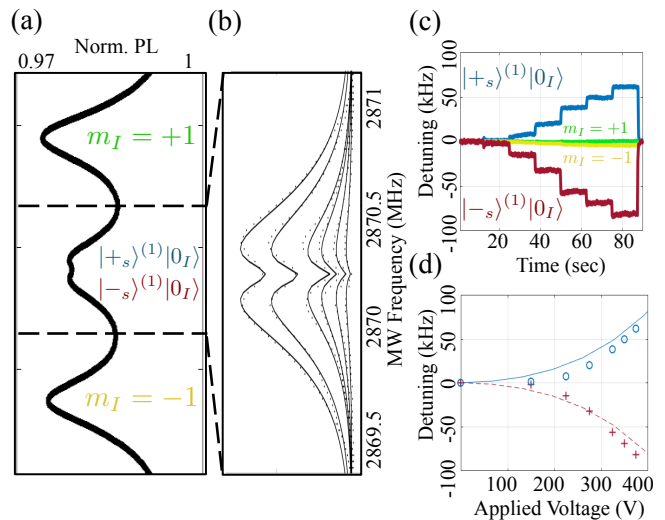 (a)
Norm. PL
0.97 1
m_I = +1
|+_s⟩^(1)|0_I⟩
|-_s⟩^(1)|0_I⟩
m_I = -1
(b)
2871
2870.5
2870
2869.5
MW Frequency (MHz)
(c)
Detuning (kHz)
100
50
0
-50
-100
|+_s⟩^(1)|0_I⟩
m_I = +1
m_I = -1
|-_s⟩^(1)|0_I⟩
0 20 40 60 80
Time (sec)
(d)
Detuning (kHz)
100
50
0
-50
-100
100 200 300 400
Applied Voltage (V)